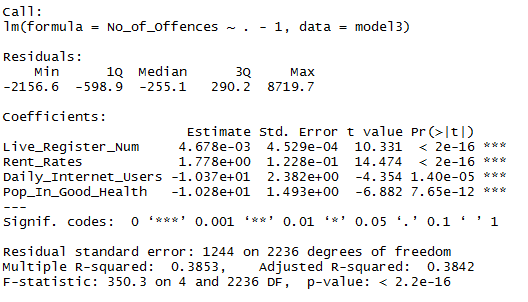 Call:
lm(formula = No_of_Offences ~ . - 1, data = model3)
Residuals:
Min 1Q Median 3Q Max
-2156.6 -598.9 -255.1 290.2 8719.7
Coefficients:
Estimate Std. Error t value Pr(>|t|)
Live_Register_Num 4.678e-03 4.529e-04 10.331 < 2e-16 ***
Rent_Rates 1.778e+00 1.228e-01 14.474 < 2e-16 ***
Daily_Internet_Users -1.037e+01 2.382e+00 -4.354 1.40e-05 ***
Pop_In_Good_Health -1.028e+01 1.493e+00 -6.882 7.65e-12 ***
---
Signif. codes: 0 ‘***’ 0.001 ‘**’ 0.01 ‘*’ 0.05 ‘.’ 0.1 ‘ ’ 1
Residual standard error: 1244 on 2236 degrees of freedom
Multiple R-squared: 0.3853, Adjusted R-squared: 0.3842
F-statistic: 350.3 on 4 and 2236 DF, p-value: < 2.2e-16